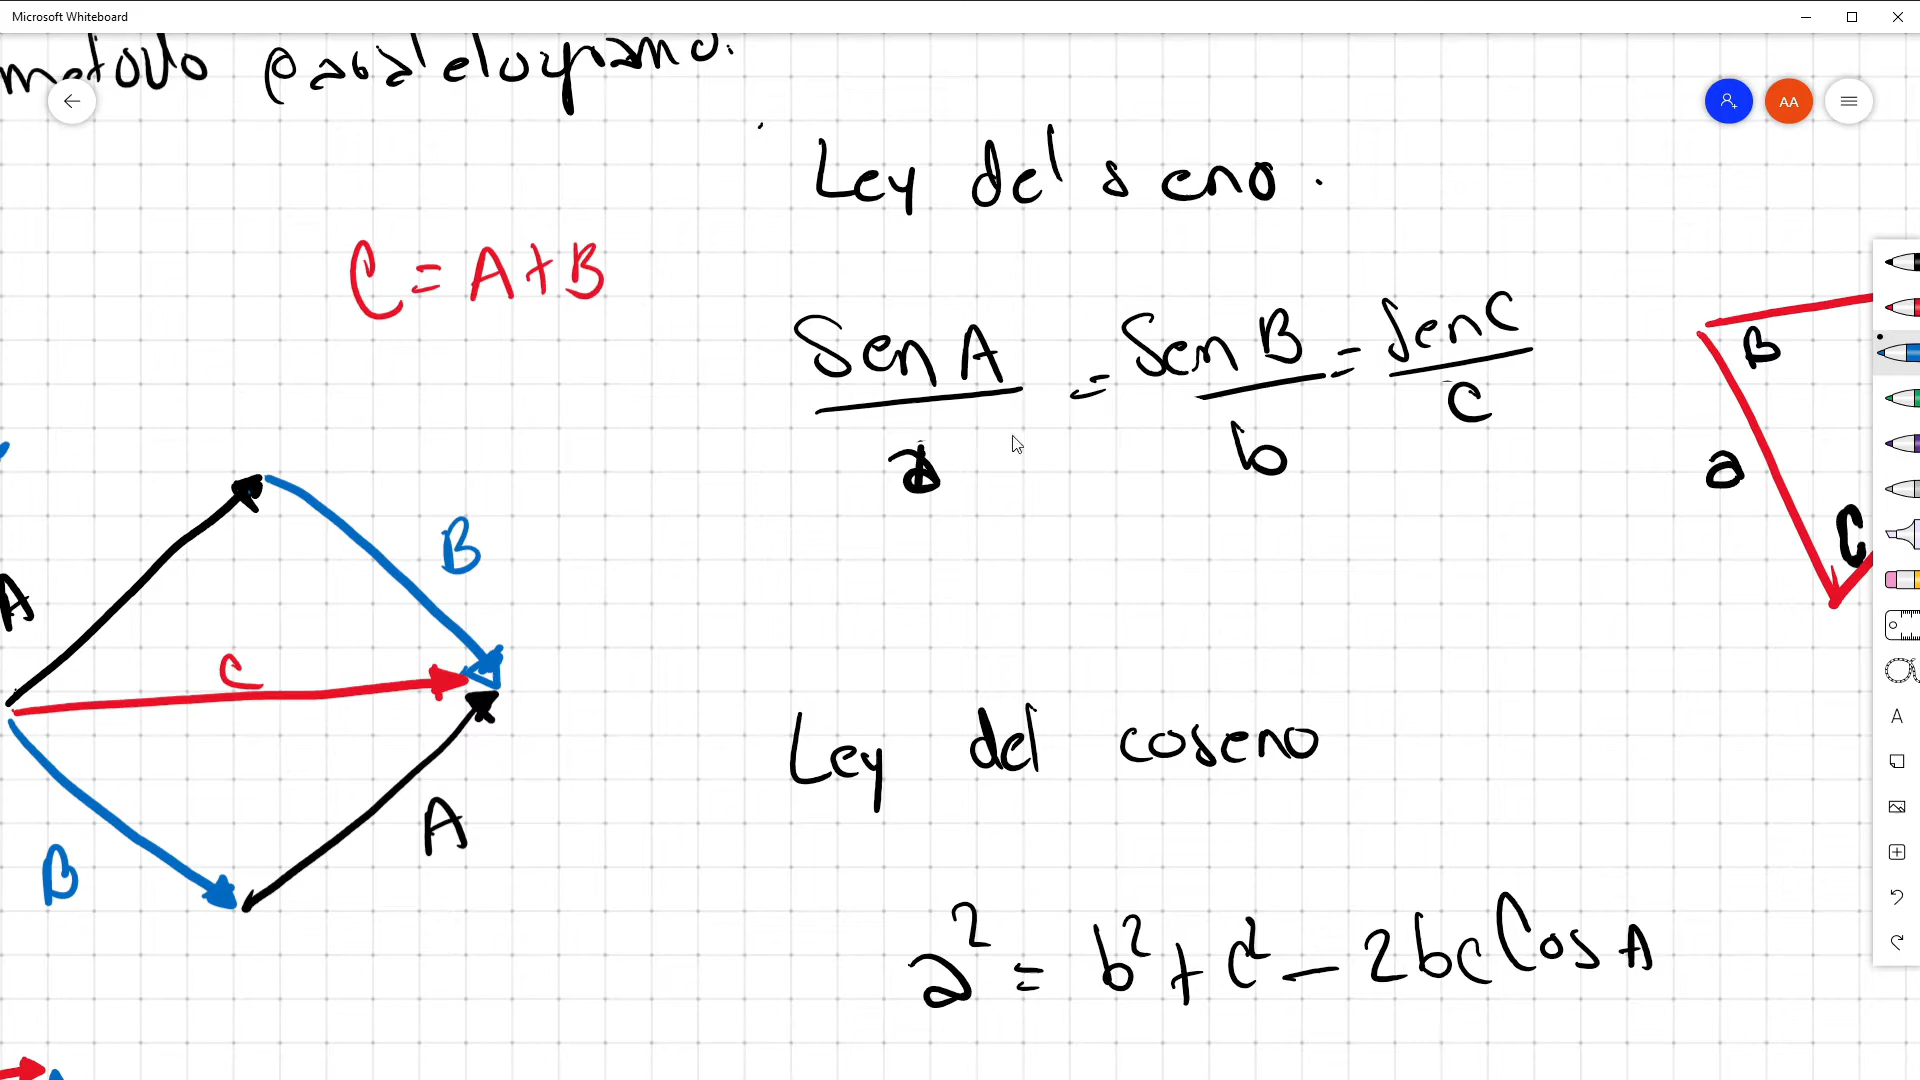 Microsoft Whiteboard
metodo Paralelogramo.
AA
Ley del seno.
C = A + B
Sen A / a = Sen B / b = Sen C / c
B
a
C
B
A
C
A
B
Ley del coseno
a² = b² + c² - 2bc Cos A
A